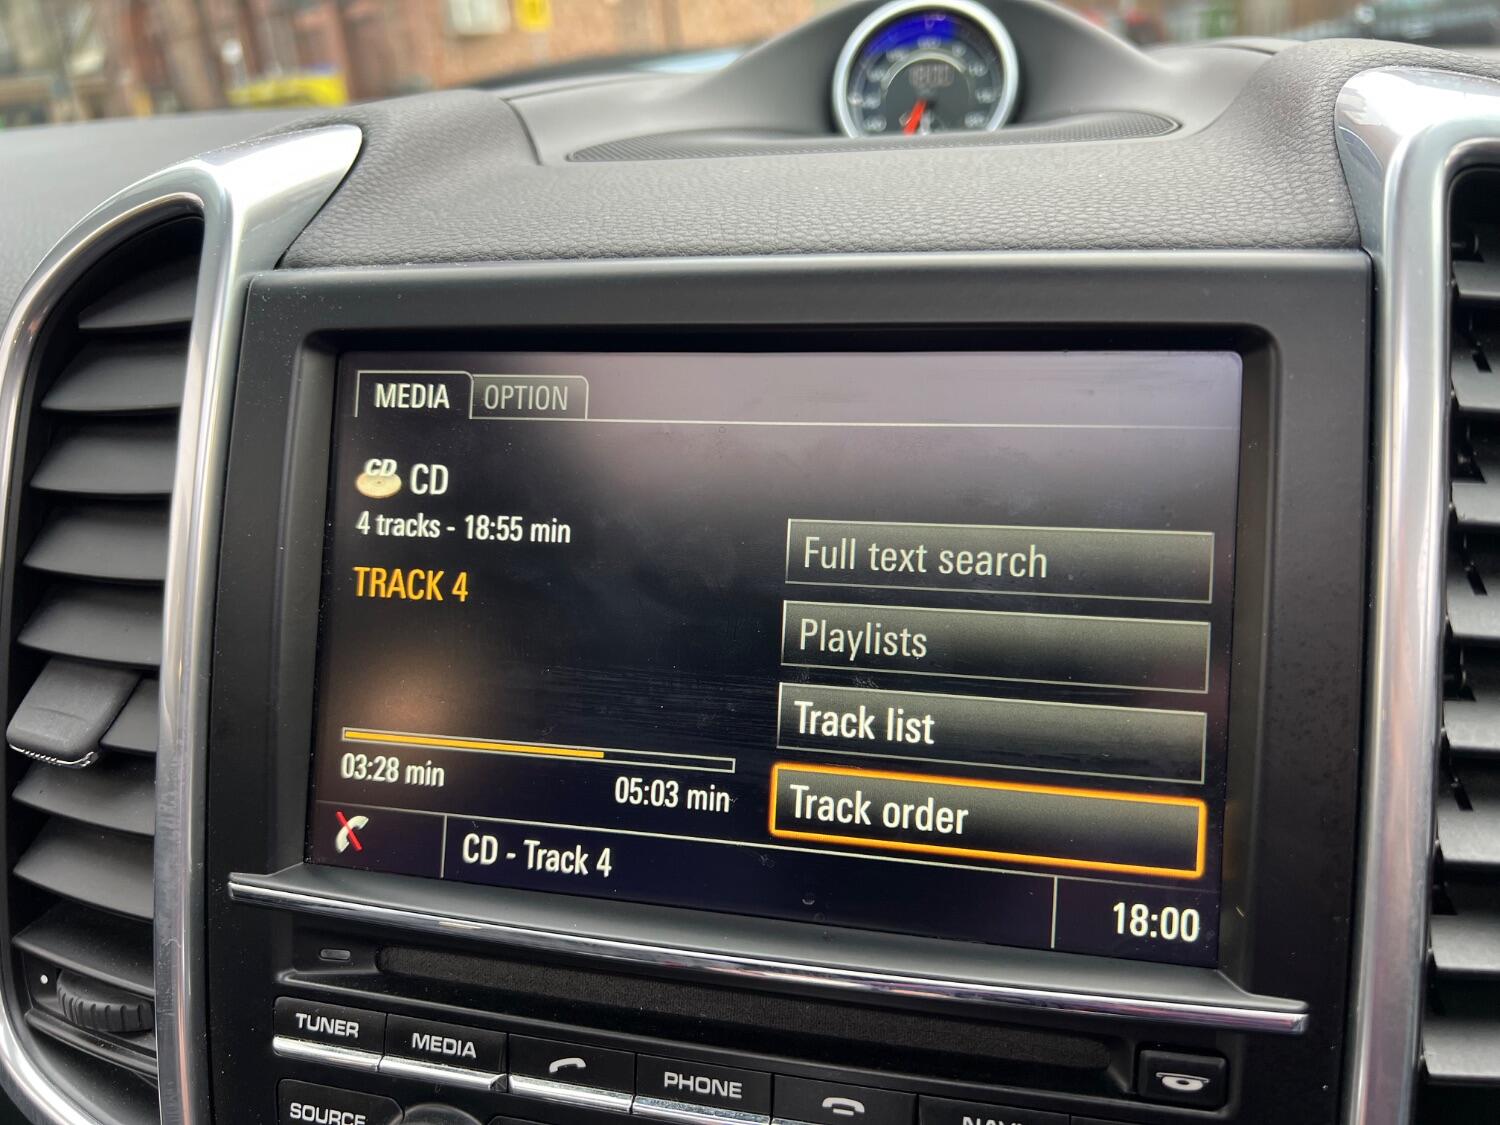 MEDIA OPTION
CD CD
4 tracks - 18:55 min
TRACK 4
03:28 min 05:03 min
Full text search
Playlists
Track list
Track order
CD - Track 4
18:00
TUNER MEDIA PHONE
SOURCE